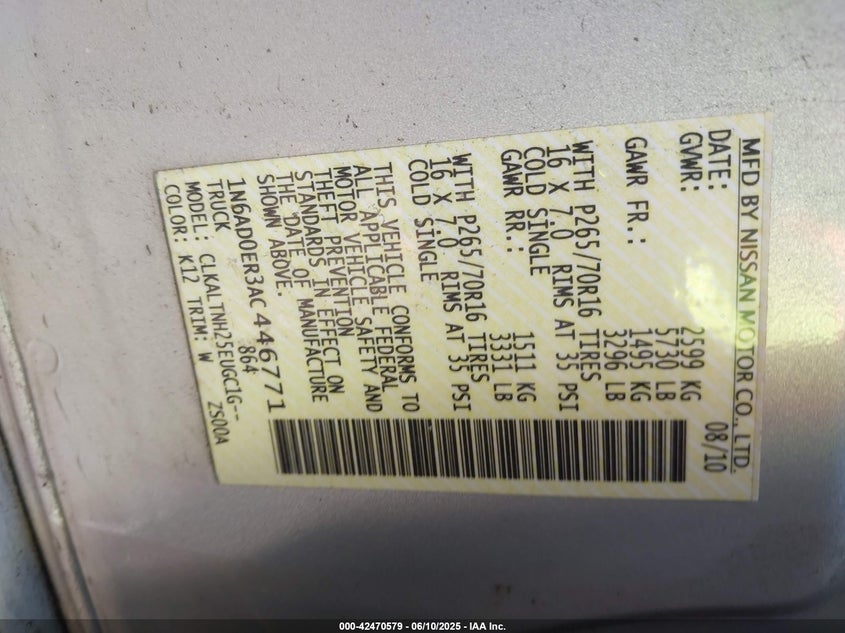 MFD BY NISSAN MOTOR CO., LTD.
DATE: 08/10
GVWR: 2599 KG
5730 LB
GAWR FR.: 1495 KG
3296 LB
WITH P265/70R16 TIRES
16 X 7.0 RIMS AT 35 PSI
COLD SINGLE
GAWR RR.: 1511 KG
3331 LB
WITH P265/70R16 TIRES
16 X 7.0 RIMS AT 35 PSI
COLD SINGLE
THIS VEHICLE CONFORMS TO
ALL APPLICABLE FEDERAL
MOTOR VEHICLE SAFETY AND
THEFT PREVENTION
STANDARDS IN EFFECT ON
THE DATE OF MANUFACTURE
SHOWN ABOVE.
1N6AD0ER3AC446771
TRUCK 864
MODEL: CLKALTNH25EUGC1G--
COLOR: K12 TRIM: W ZS00A
000-42470579 - 06/10/2025 - IAA Inc.